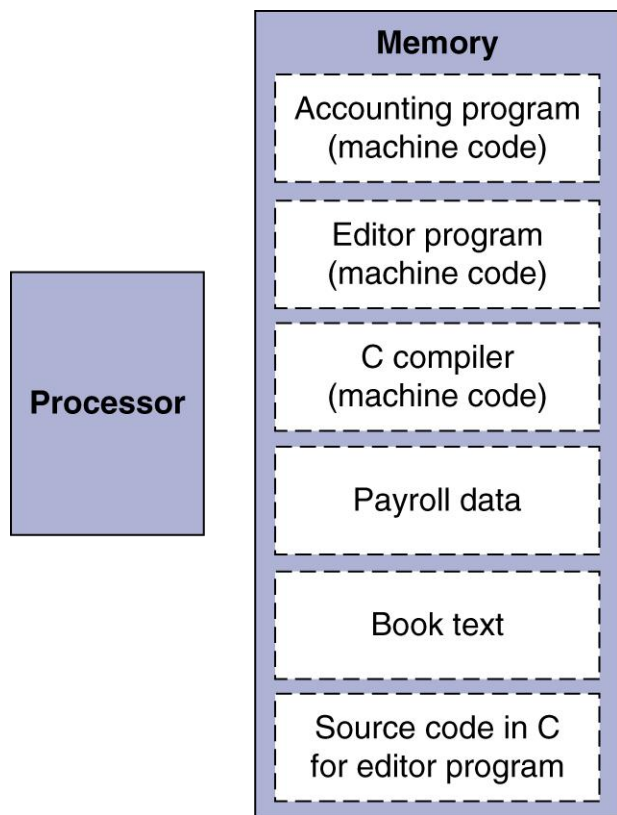 Memory
Accounting program
(machine code)
Editor program
(machine code)
C compiler
(machine code)
Processor
Payroll data
Book text
Source code in C
for editor program